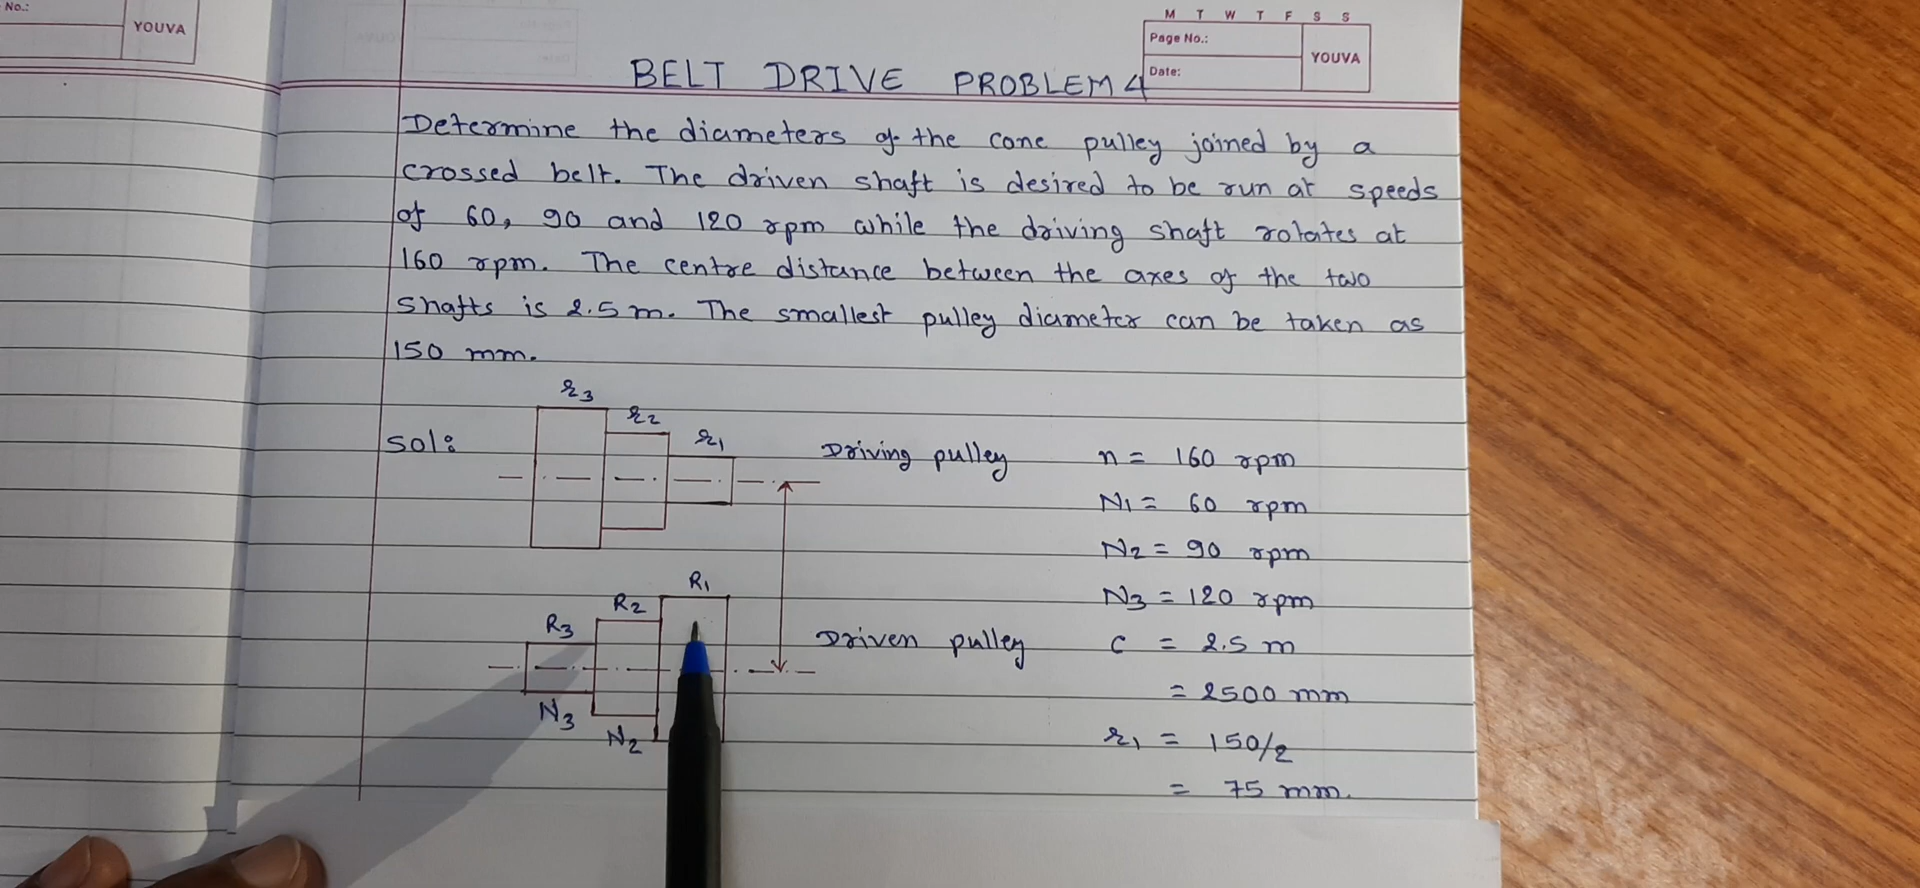 No.:
YOUVA
M T W T F S S
Page No.:
YOUVA
Date:
BELT DRIVE PROBLEM 4
Determine the diameters of the cone pulley joined by a
crossed belt. The driven shaft is desired to be run at speeds
of 60, 90 and 120 rpm while the driving shaft rotates at
160 rpm. The centre distance between the axes of the two
shafts is 2.5 m. The smallest pulley diameter can be taken as
150 mm.
r3
r2
r1
Sol:
Driving pulley
n = 160 rpm
N1 = 60 rpm
N2 = 90 rpm
N3 = 120 rpm
R1
R2
R3
Driven pulley
C = 2.5 m
= 2500 mm
N3
N2
r1 = 150/2
= 75 mm.